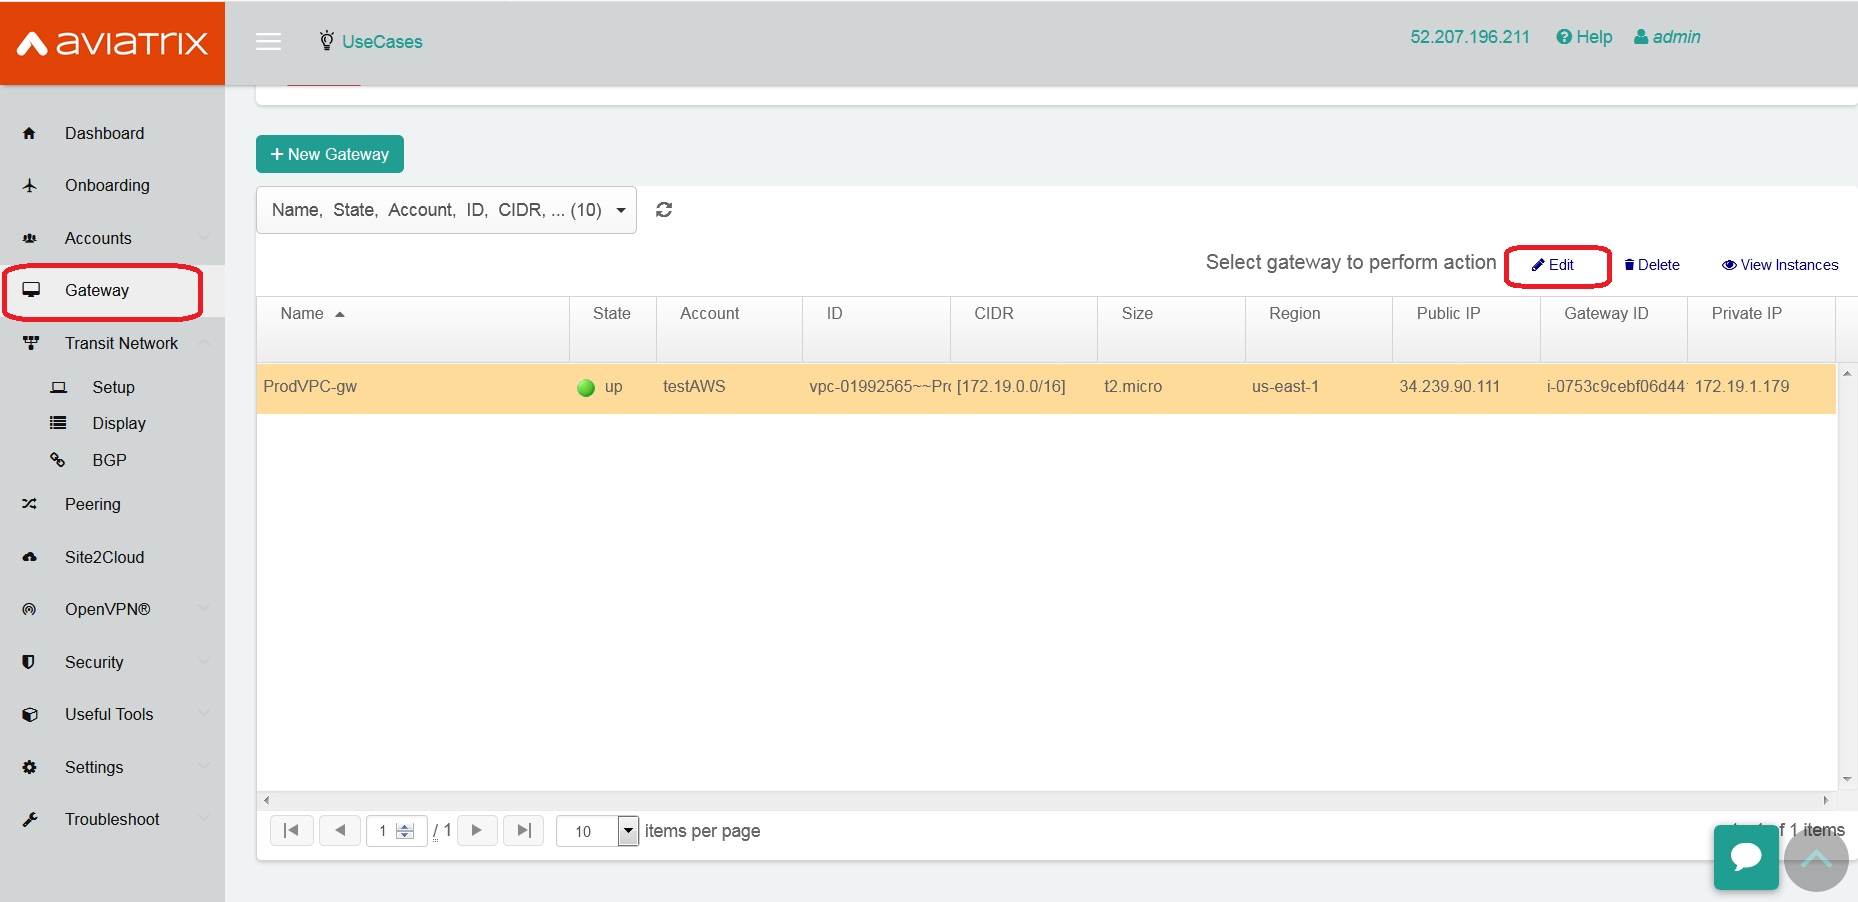 AVIATRIX
UseCases
52.207.196.211 Help admin
Dashboard
Onboarding
Accounts
Gateway
Transit Network
Setup
Display
BGP
Peering
Site2Cloud
OpenVPN®
Security
Useful Tools
Settings
Troubleshoot
+ New Gateway
Name, State, Account, ID, CIDR, ... (10)
Select gateway to perform action Edit Delete View Instances
Name State Account ID CIDR Size Region Public IP Gateway ID Private IP
ProdVPC-gw up testAWS vpc-01992565~~Pro [172.19.0.0/16] t2.micro us-east-1 34.239.90.111 i-0753c9cebf06d44 172.19.1.179
1 / 1 10 items per page
of 1 items